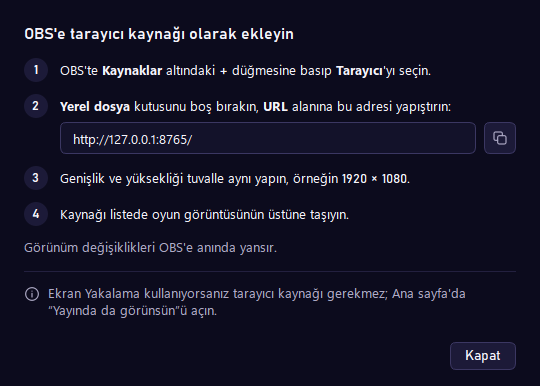 OBS'e tarayıcı kaynağı olarak ekleyin
1 OBS'te Kaynaklar altındaki + düğmesine basıp Tarayıcı'yı seçin.
2 Yerel dosya kutusunu boş bırakın, URL alanına bu adresi yapıştırın:
http://127.0.0.1:8765/
3 Genişlik ve yüksekliği tuvalle aynı yapın, örneğin 1920 × 1080.
4 Kaynağı listede oyun görüntüsünün üstüne taşıyın.
Görünüm değişiklikleri OBS'e anında yansır.
Ekran Yakalama kullanıyorsanız tarayıcı kaynağı gerekmez; Ana sayfa'da
“Yayında da görünsün”ü açın.
Kapat